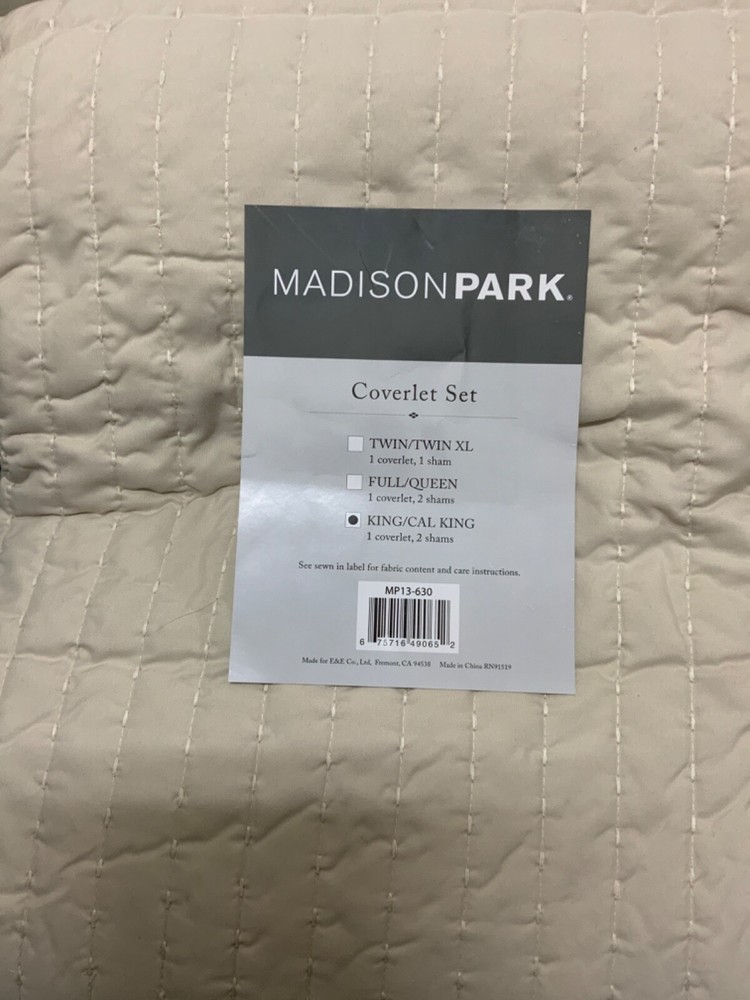 MADISONPARK®
Coverlet Set
TWIN/TWIN XL
1 coverlet, 1 sham
FULL/QUEEN
1 coverlet, 2 shams
KING/CAL KING
1 coverlet, 2 shams
See sewn in label for fabric content and care instructions.
MP13-630
6 75716 49065 2
Made for E&E Co., Ltd, Fremont, CA 94538 Made in China RN91519